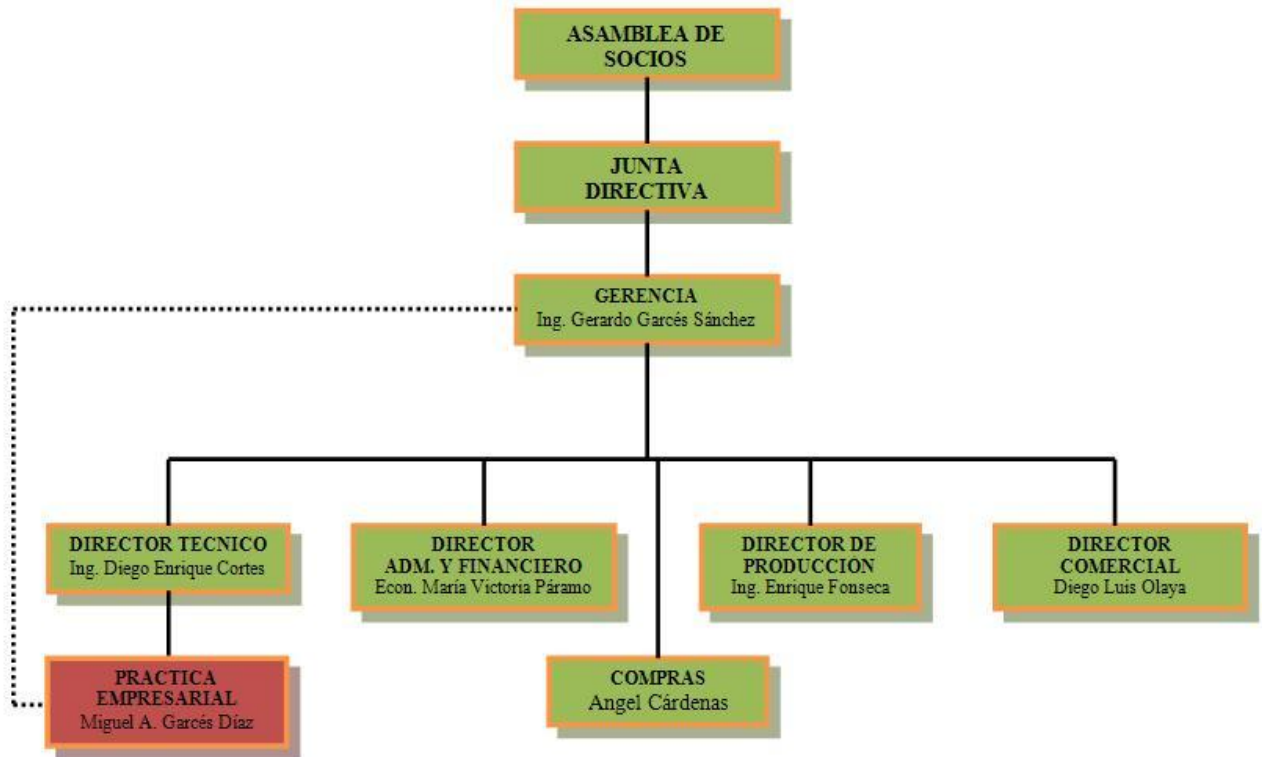 ASAMBLEA DE
SOCIOS
JUNTA
DIRECTIVA
GERENCIA
Ing. Gerardo Garcés Sánchez
DIRECTOR TECNICO
Ing. Diego Enrique Cortes
DIRECTOR
ADM. Y FINANCIERO
Econ. María Victoria Páramo
DIRECTOR DE
PRODUCCIÓN
Ing. Enrique Fonseca
DIRECTOR
COMERCIAL
Diego Luis Olaya
PRACTICA
EMPRESARIAL
Miguel A. Garcés Díaz
COMPRAS
Angel Cárdenas